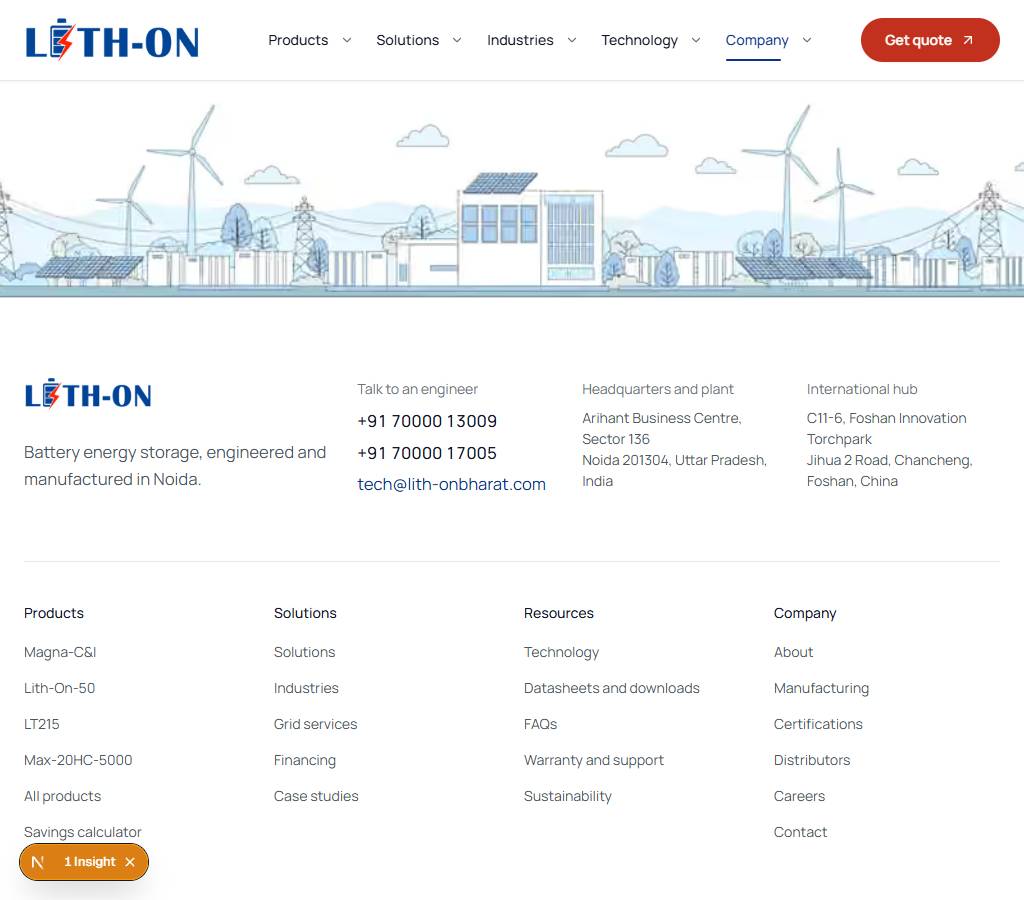 LITH-ON
Products
Solutions
Industries
Technology
Company
Get quote
LITH-ON
Battery energy storage, engineered and
manufactured in Noida.
Talk to an engineer
+91 70000 13009
+91 70000 17005
tech@lith-onbharat.com
Headquarters and plant
Arihant Business Centre,
Sector 136
Noida 201304, Uttar Pradesh,
India
International hub
C11-6, Foshan Innovation
Torchpark
Jihua 2 Road, Chancheng,
Foshan, China
Products
Magna-C&I
Lith-On-50
LT215
Max-20HC-5000
All products
Savings calculator
Solutions
Solutions
Industries
Grid services
Financing
Case studies
Resources
Technology
Datasheets and downloads
FAQs
Warranty and support
Sustainability
Company
About
Manufacturing
Certifications
Distributors
Careers
Contact
N
1 Insight